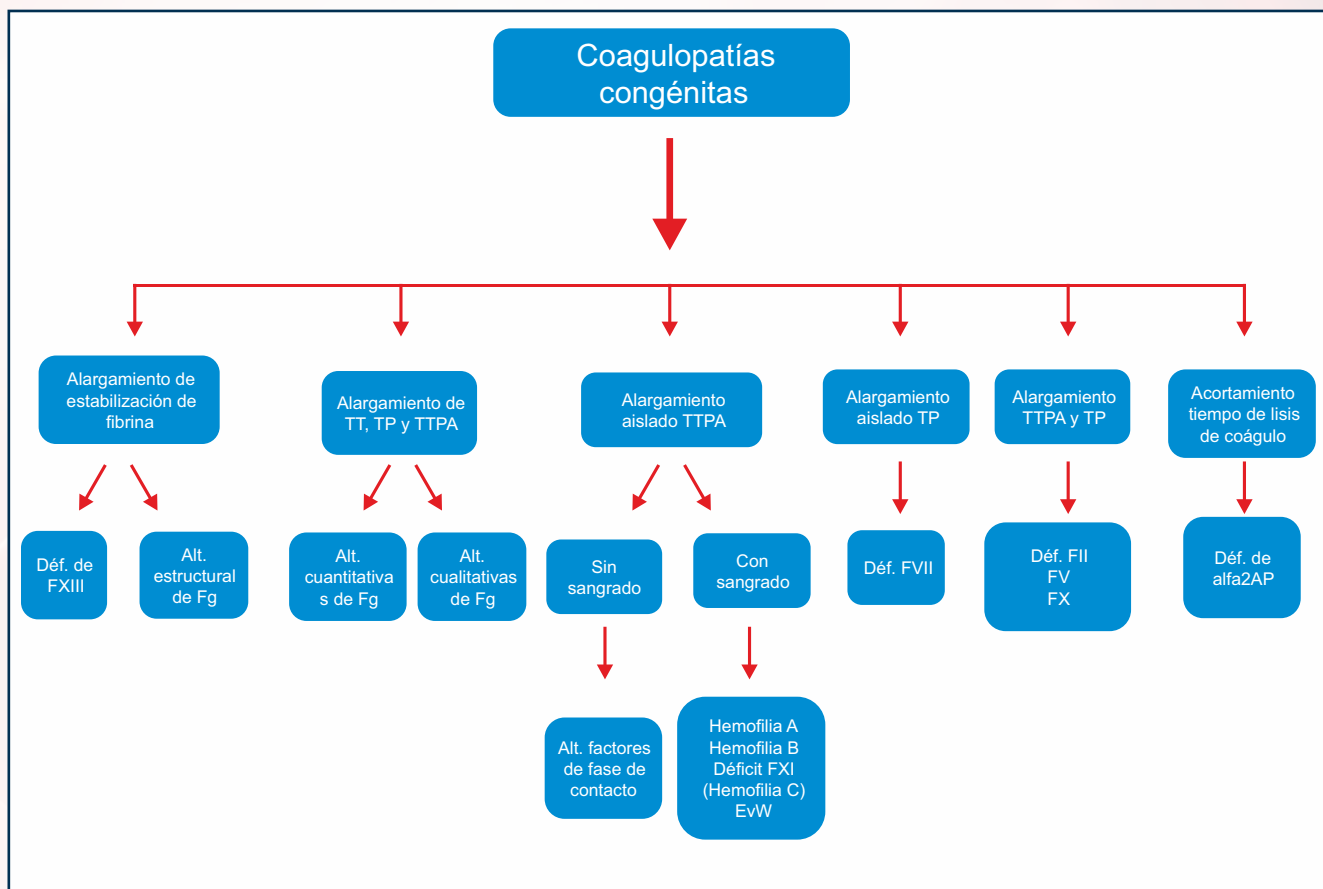 Coagulopatías
congénitas
Alargamiento de
estabilización de
fibrina
Alargamiento de
TT, TP y TTPA
Alargamiento
aislado TTPA
Alargamiento
aislado TP
Alargamiento
TTPA y TP
Acortamiento
tiempo de lisis
de coágulo
Déf. de
FXIII
Alt.
estructural
de Fg
Alt.
cuantitativa
s de Fg
Alt.
cualitativas
de Fg
Sin
sangrado
Con
sangrado
Déf. FVII
Déf. FII
FV
FX
Déf. de
alfa2AP
Alt. factores
de fase de
contacto
Hemofilia A
Hemofilia B
Déficit FXI
(Hemofilia C)
EvW